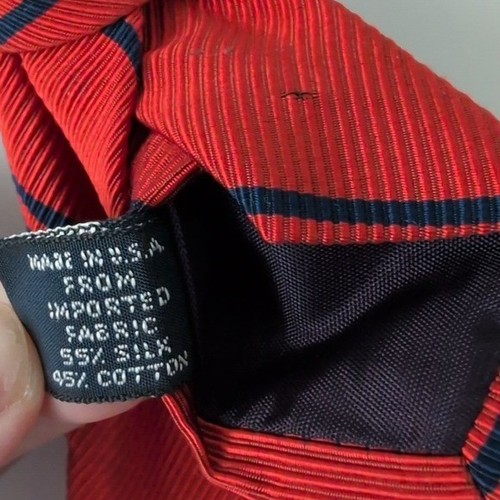 MADE IN U.S.A.
FROM
IMPORTED
FABRIC
55% SILK
45% COTTON